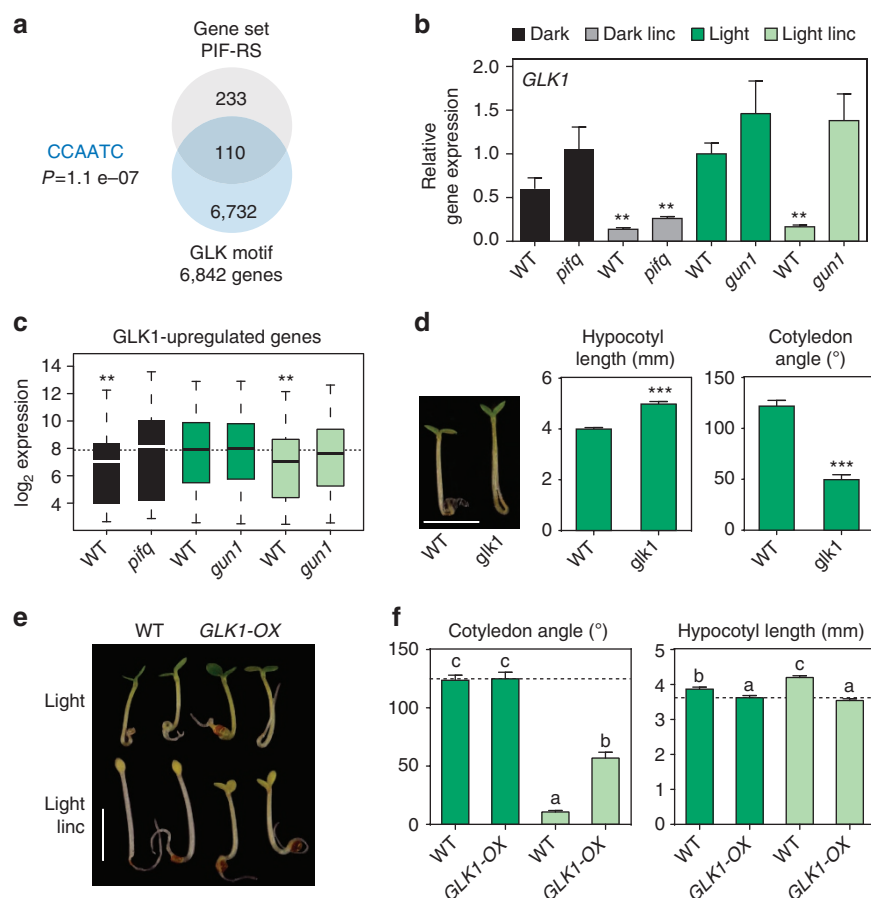 a
Gene set
PIF-RS
233
CCAATC
P=1.1 e–07
110
6,732
GLK motif
6,842 genes
b
Dark Dark linc Light Light linc
GLK1
Relative
gene expression
2.0
1.5
1.0
0.5
0.0
** ** **
WT pifq WT pifq WT gun1 WT gun1
c
GLK1-upregulated genes
log2 expression
14
12
10
8
6
4
** **
WT pifq WT gun1 WT gun1
d
WT glk1
Hypocotyl
length (mm)
6
4
2
0
***
WT glk1
Cotyledon
angle (°)
150
100
50
0
***
WT glk1
e
WT GLK1-OX
Light
Light
linc
f
Cotyledon angle (°)
150
100
50
0
c c a b
WT GLK1-OX WT GLK1-OX
Hypocotyl length (mm)
5
4
3
2
1
0
b a c a
WT GLK1-OX WT GLK1-OX